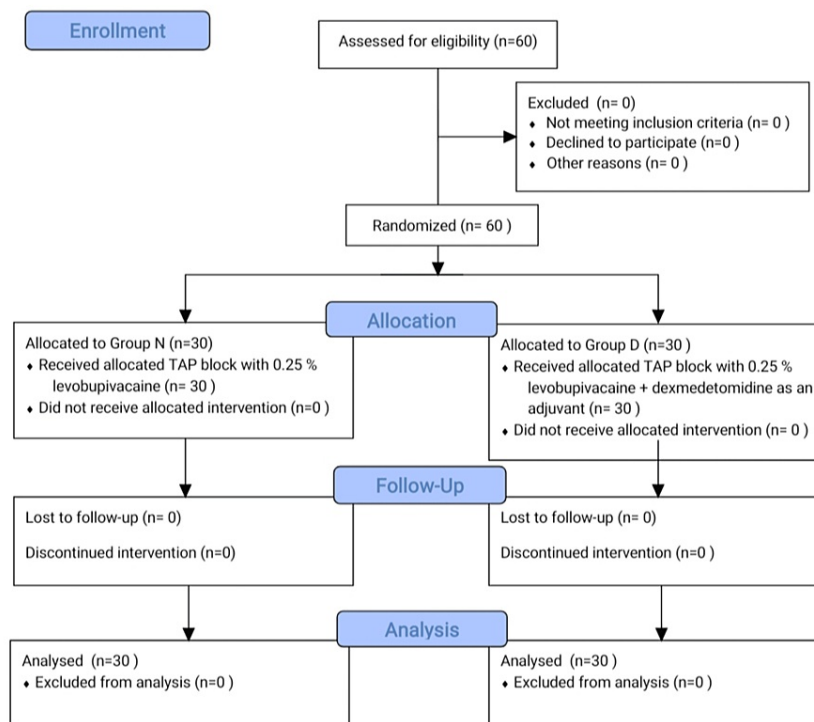 Enrollment
Assessed for eligibility (n=60)
Excluded (n= 0)
♦ Not meeting inclusion criteria (n= 0 )
♦ Declined to participate (n=0 )
♦ Other reasons (n= 0 )
Randomized (n= 60 )
Allocation
Allocated to Group N (n=30)
♦ Received allocated TAP block with 0.25 %
levobupivacaine (n= 30 )
♦ Did not receive allocated intervention (n=0 )
Allocated to Group D (n=30 )
♦ Received allocated TAP block with 0.25 %
levobupivacaine + dexmedetomidine as an
adjuvant (n= 30 )
♦ Did not receive allocated intervention (n= 0 )
Follow-Up
Lost to follow-up (n= 0)
Discontinued intervention (n=0)
Lost to follow-up (n= 0)
Discontinued intervention (n=0 )
Analysis
Analysed (n=30 )
♦ Excluded from analysis (n=0 )
Analysed (n=30 )
♦ Excluded from analysis (n=0 )